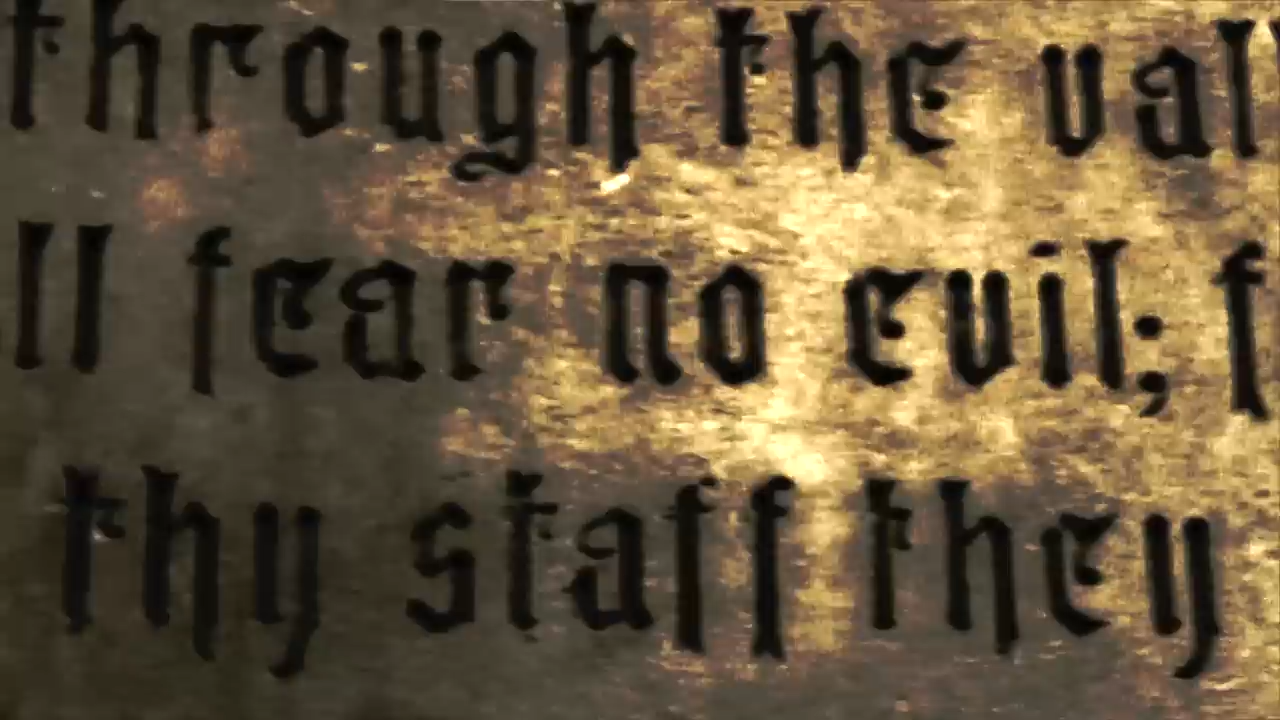 through the val
ll fear no evil; f
thy staff they